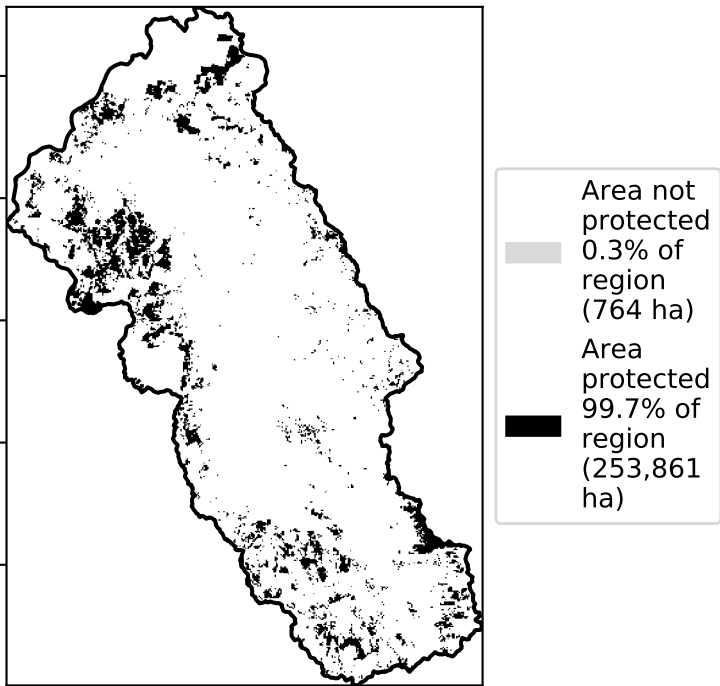 Area not
protected
0.3% of
region
(764 ha)
Area
protected
99.7% of
region
(253,861
ha)